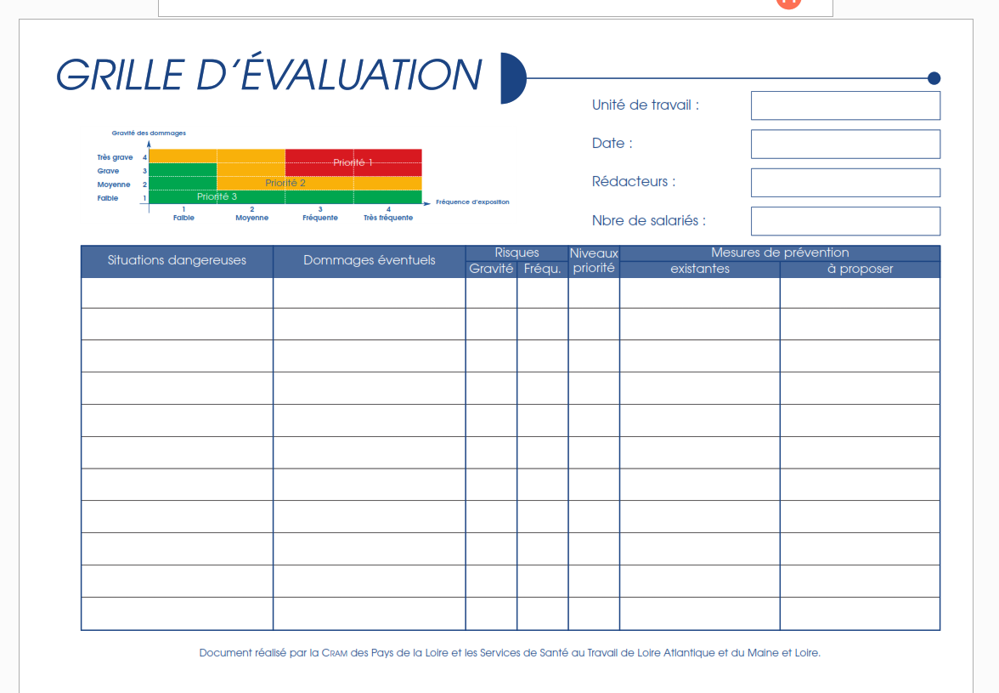 GRILLE D'ÉVALUATION
Unité de travail :
Date :
Rédacteurs :
Nbre de salariés :
Gravité des dommages
Très grave 4
Grave 3
Moyenne 2
Faible 1
Priorité 1
Priorité 2
Priorité 3
Fréquence d'exposition
1 2 3 4
Faible Moyenne Fréquente Très fréquente
Situations dangereuses Dommages éventuels Risques Niveaux priorité Mesures de prévention
Gravité Fréqu. existantes à proposer
Document réalisé par la CRAM des Pays de la Loire et les Services de Santé au Travail de Loire Atlantique et du Maine et Loire.